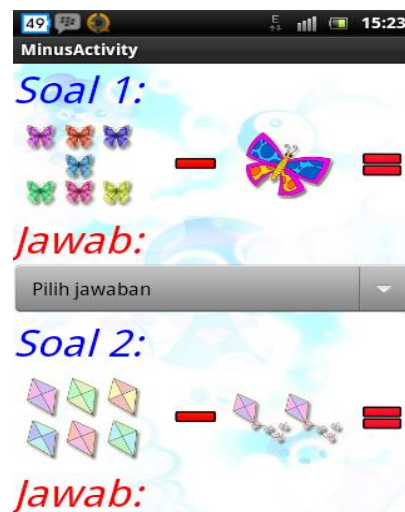 49 E 15:23
MinusActivity
Soal 1:
Jawab:
Pilih jawaban
Soal 2:
Jawab: